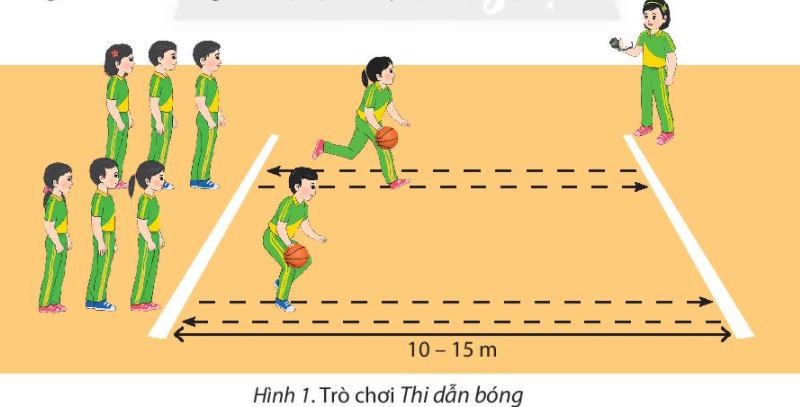 10 – 15 m
Hình 1. Trò chơi Thi dẫn bóng